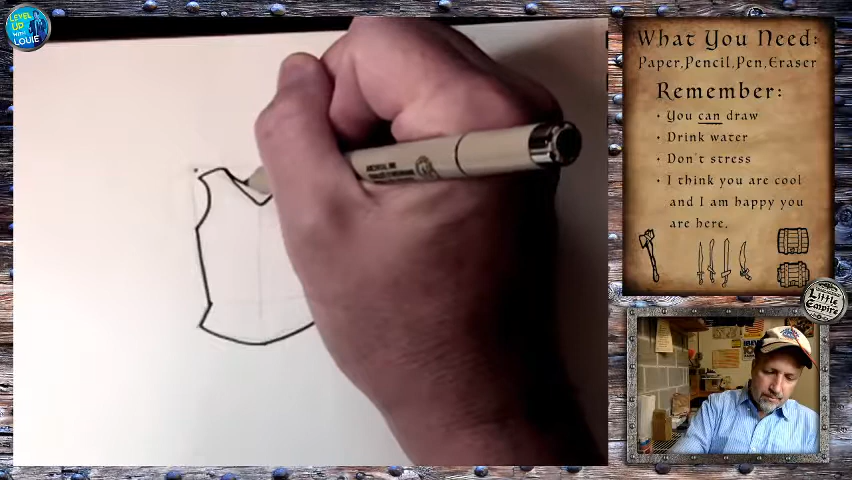 LEVEL
UP
WITH
LOUIE
What You Need:
Paper,Pencil,Pen,Eraser
Remember:
• You can draw
• Drink water
• Don't stress
• I think you are cool
and I am happy you
are here.
Little
Empire